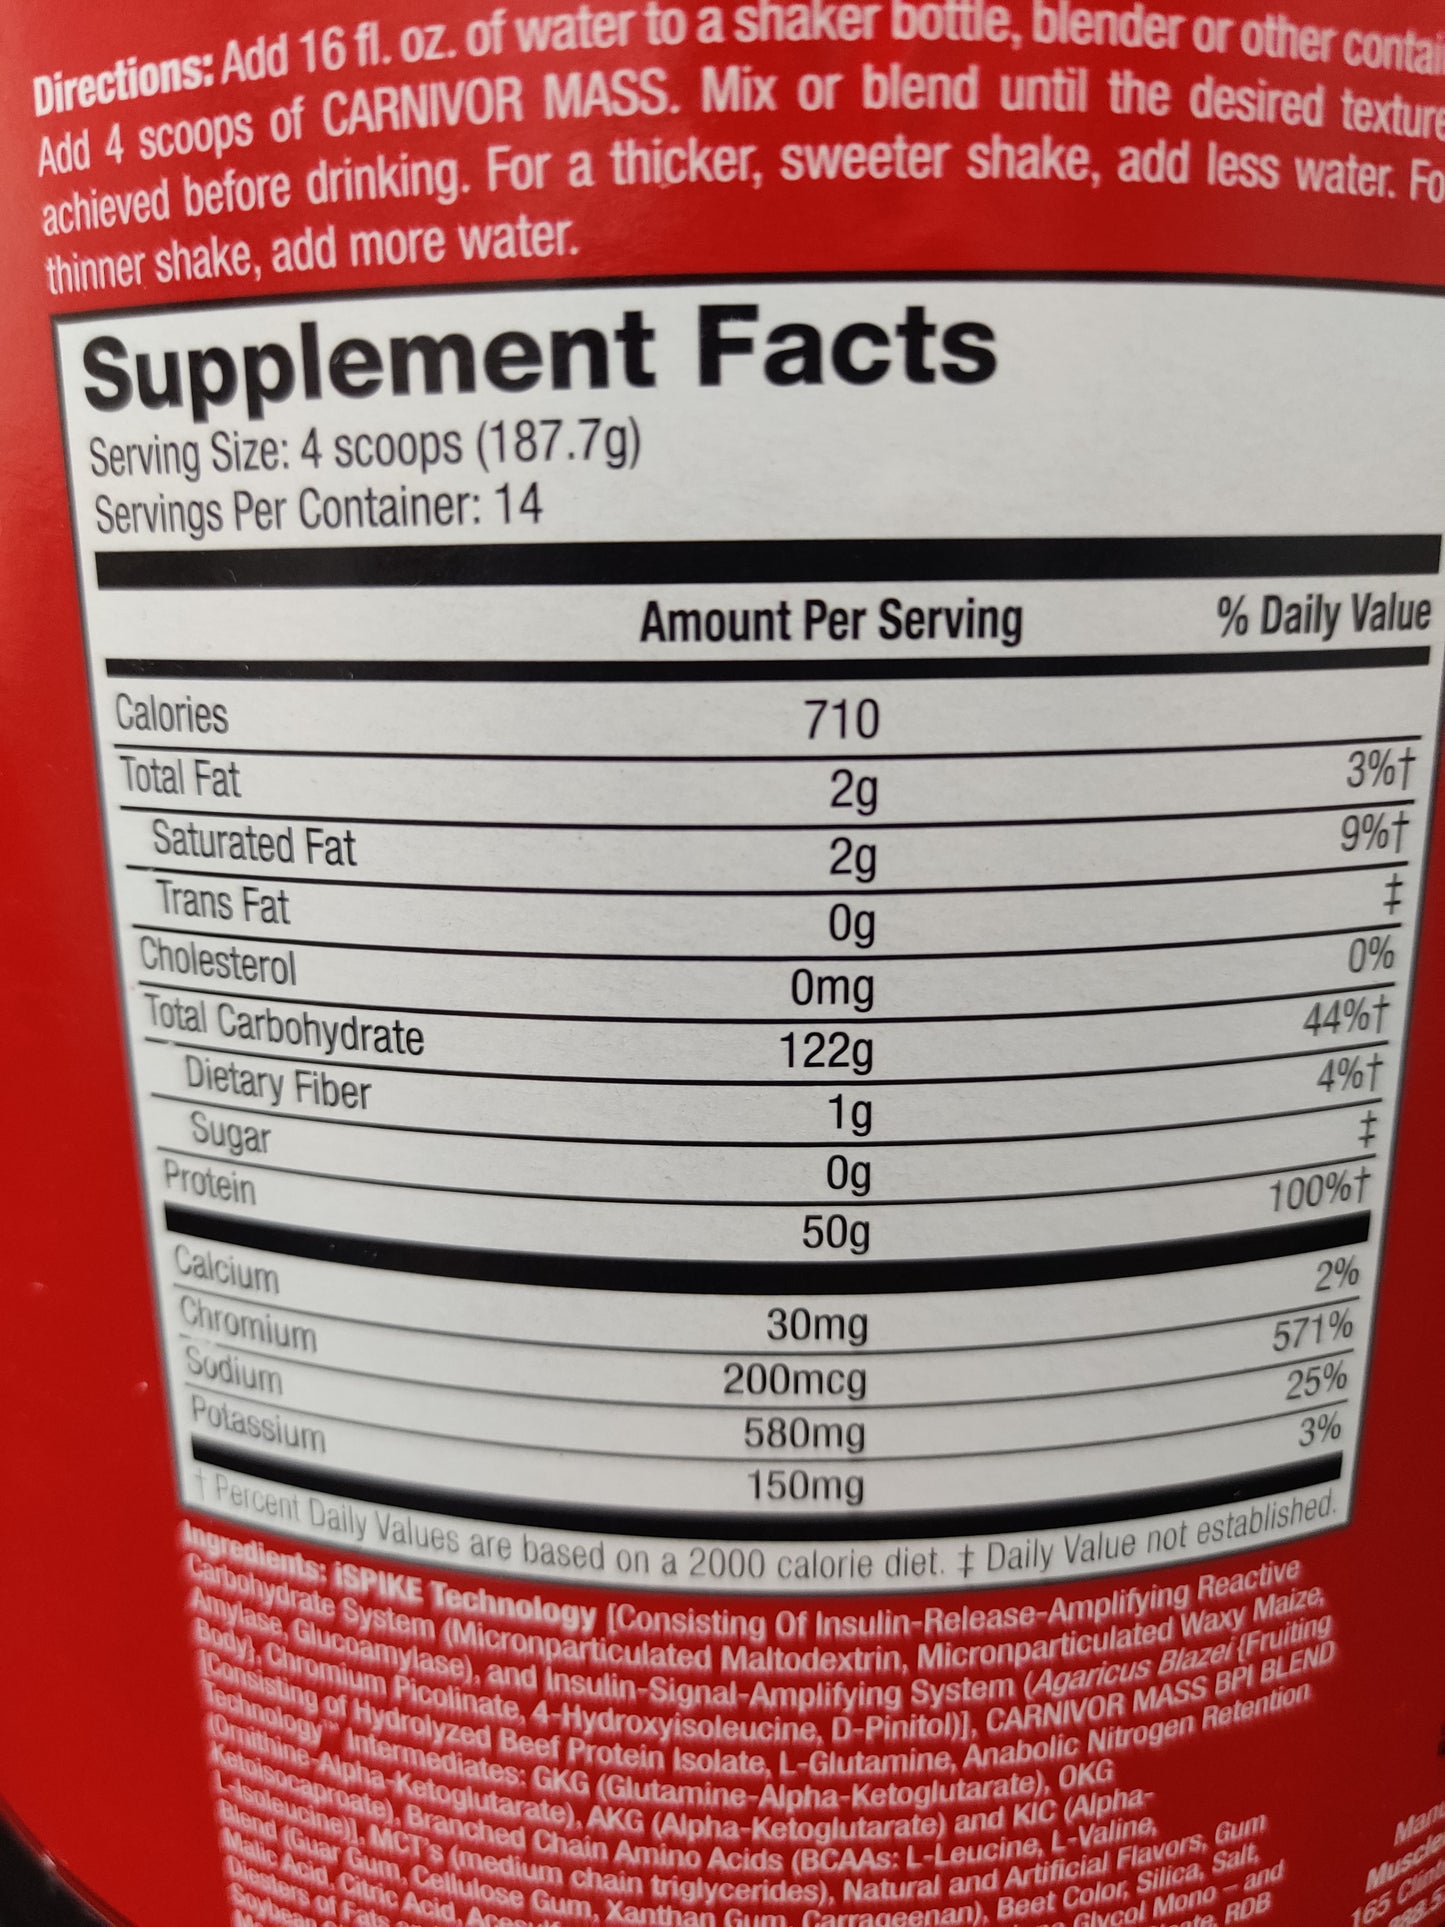 Directions: Add 16 fl. oz. of water to a shaker bottle, blender or other
Add 4 scoops of CARNIVOR MASS. Mix or blend until the desired texture
achieved before drinking. For a thicker, sweeter shake, add less water.
thinner shake, add more water.
Supplement Facts
Serving Size: 4 scoops (187.7g)
Servings Per Container: 14
Amount Per Serving % Daily Value
Calories 710
Total Fat 2g 3%†
Saturated Fat 2g 9%†
Trans Fat 0g ‡
Cholesterol 0mg 0%
Total Carbohydrate 122g 44%†
Dietary Fiber 1g 4%†
Sugar 0g ‡
Protein 50g 100%†
Calcium 30mg 2%
Chromium 200mcg 571%
Sodium 580mg 25%
Potassium 150mg 3%
† Percent Daily Values are based on a 2000 calorie diet. ‡ Daily Value not established.
Ingredients: iSPIKE Technology [Consisting Of Insulin-Release-Amplifying Reactive
Carbohydrate System (Micronparticulated Maltodextrin, Micronparticulated Waxy Maize,
Amylase, Glucoamylase), and Insulin-Signal-Amplifying System (Agaricus Blazei {Fruiting
Body}, Chromium Picolinate, 4-Hydroxyisoleucine, D-Pinitol)], CARNIVOR MASS BPI BLEND
[Consisting of Hydrolyzed Beef Protein Isolate, L-Glutamine, Anabolic Nitrogen Retention
Technology™ Intermediates: GKG (Glutamine-Alpha-Ketoglutarate), OKG
(Ornithine-Alpha-Ketoglutarate), AKG (Alpha-Ketoglutarate) and KIC (Alpha-
Ketoisocaproate), Branched Chain Amino Acids (BCAAs: L-Leucine, L-Valine,
L-Isoleucine)], MCT's (medium chain triglycerides), Natural and Artificial Flavors, Gum
Blend (Guar Gum, Cellulose Gum, Xanthan Gum, Carrageenan), Beet Color, Silica, Salt,
Malic Acid, Citric Acid, Glycol Mono – and
Diesters of Fats RDB
Soybean
165